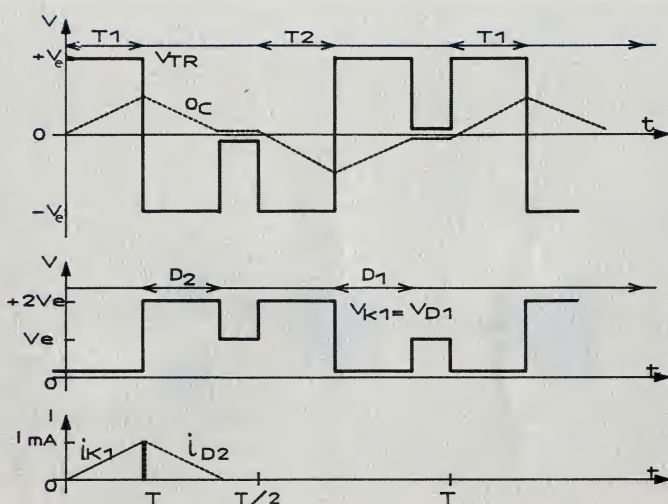 V
T1 T2 T1
+Ve VTR
0C
0 t
-Ve
V
D2 D1
+2Ve
VK1 = VD1
Ve
0 t
I
ImA iK1 iD2
0 t
T T/2 T